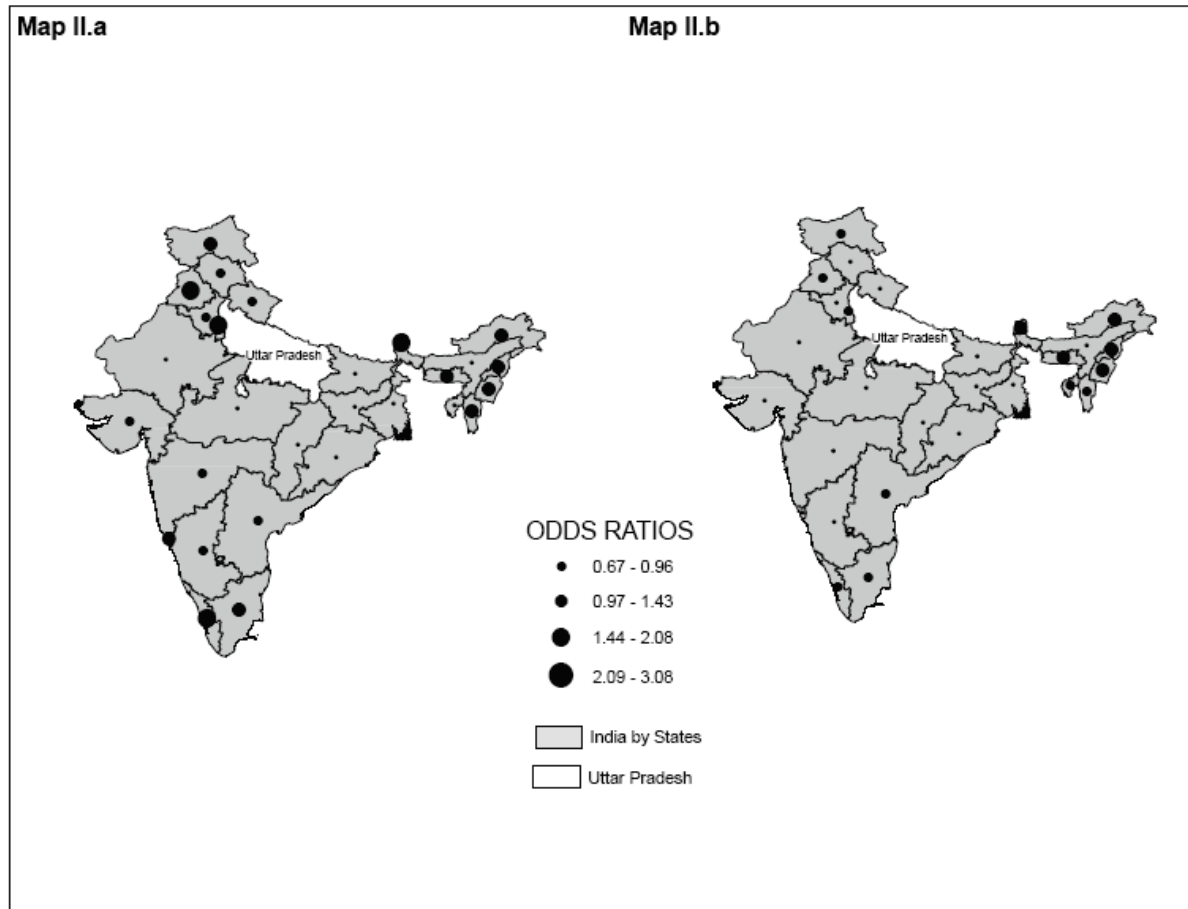 Map II.a
Map II.b
Uttar Pradesh
Uttar Pradesh
ODDS RATIOS
0.67 - 0.96
0.97 - 1.43
1.44 - 2.08
2.09 - 3.08
India by States
Uttar Pradesh